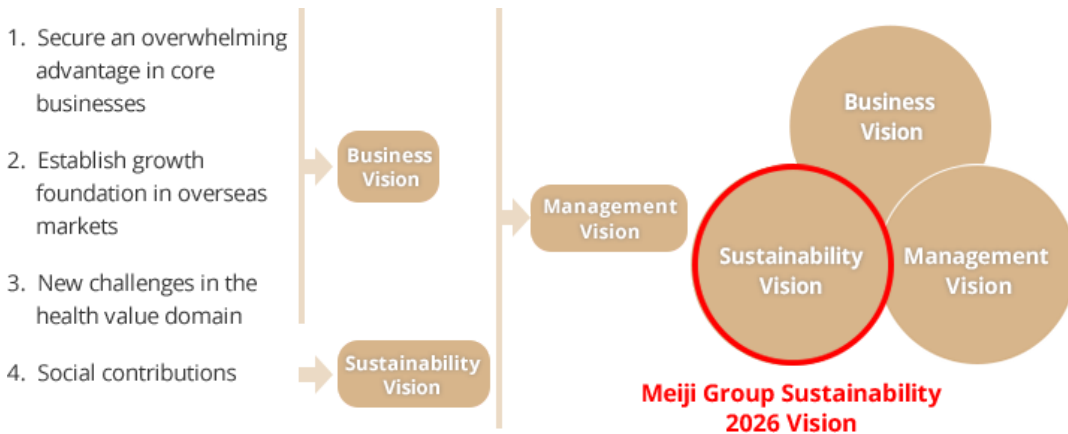 1. Secure an overwhelming
advantage in core
businesses
2. Establish growth
foundation in overseas
markets
3. New challenges in the
health value domain
4. Social contributions
Business
Vision
Sustainability
Vision
Management
Vision
Business
Vision
Sustainability
Vision
Management
Vision
Meiji Group Sustainability
2026 Vision